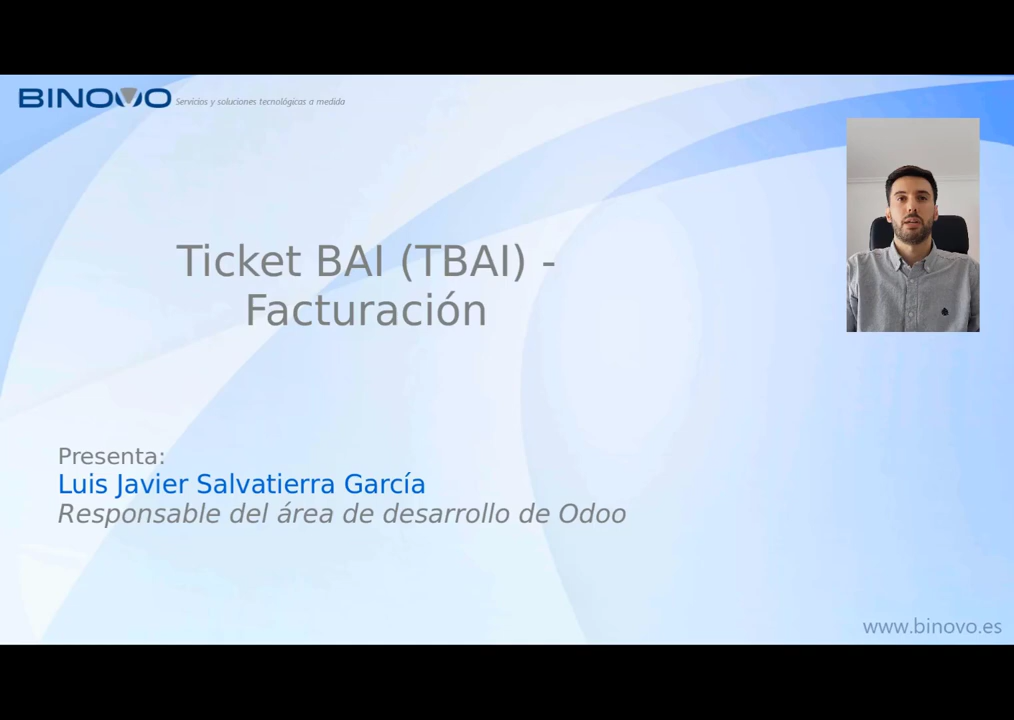 BINOVO Servicios y soluciones tecnológicas a medida
Ticket BAI (TBAI) -
Facturación
Presenta:
Luis Javier Salvatierra García
Responsable del área de desarrollo de Odoo
www.binovo.es